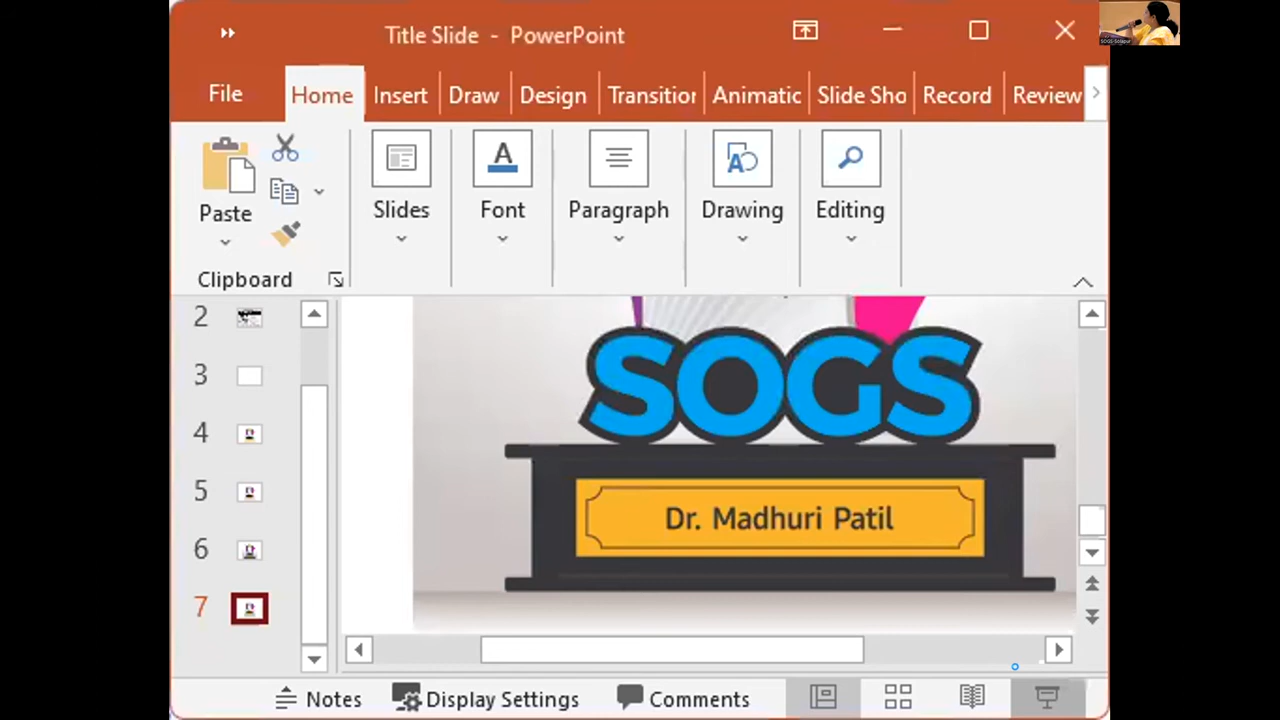 Title Slide - PowerPoint
File Home Insert Draw Design Transition Animatic Slide Sho Record Review
Paste
Slides Font Paragraph Drawing Editing
Clipboard
2
3
4
5
6
7
SOGS
Dr. Madhuri Patil
Notes Display Settings Comments